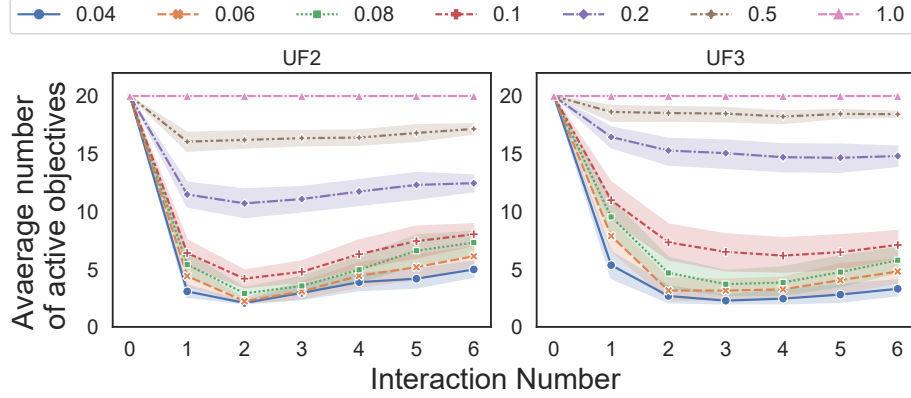 0.04 0.06 0.08 0.1 0.2 0.5 1.0
UF2 UF3
Avaerage number
of active objectives
20 20
15 15
10 10
5 5
0 0
0 1 2 3 4 5 6 0 1 2 3 4 5 6
Interaction Number